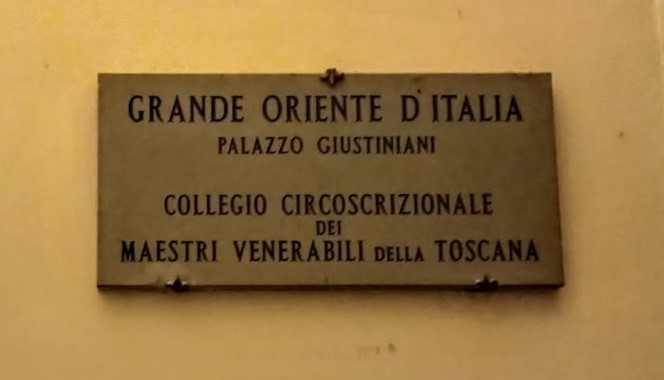 GRANDE ORIENTE D'ITALIA
PALAZZO GIUSTINIANI
COLLEGIO CIRCOSCRIZIONALE
DEI
MAESTRI VENERABILI DELLA TOSCANA